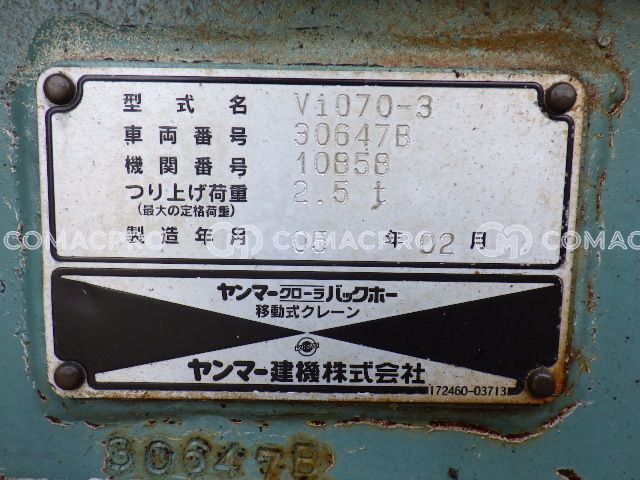 型式名 ViO70-3
車両番号 30647B
機関番号 10858
つり上げ荷重 2.5t
(最大の定格荷重)
製造年月 05 年 02 月
COMACPRO COMACPRO COMAC
ヤンマークローラバックホー
移動式クレーン
ヤンマー建機株式会社
172460-03713
30647B